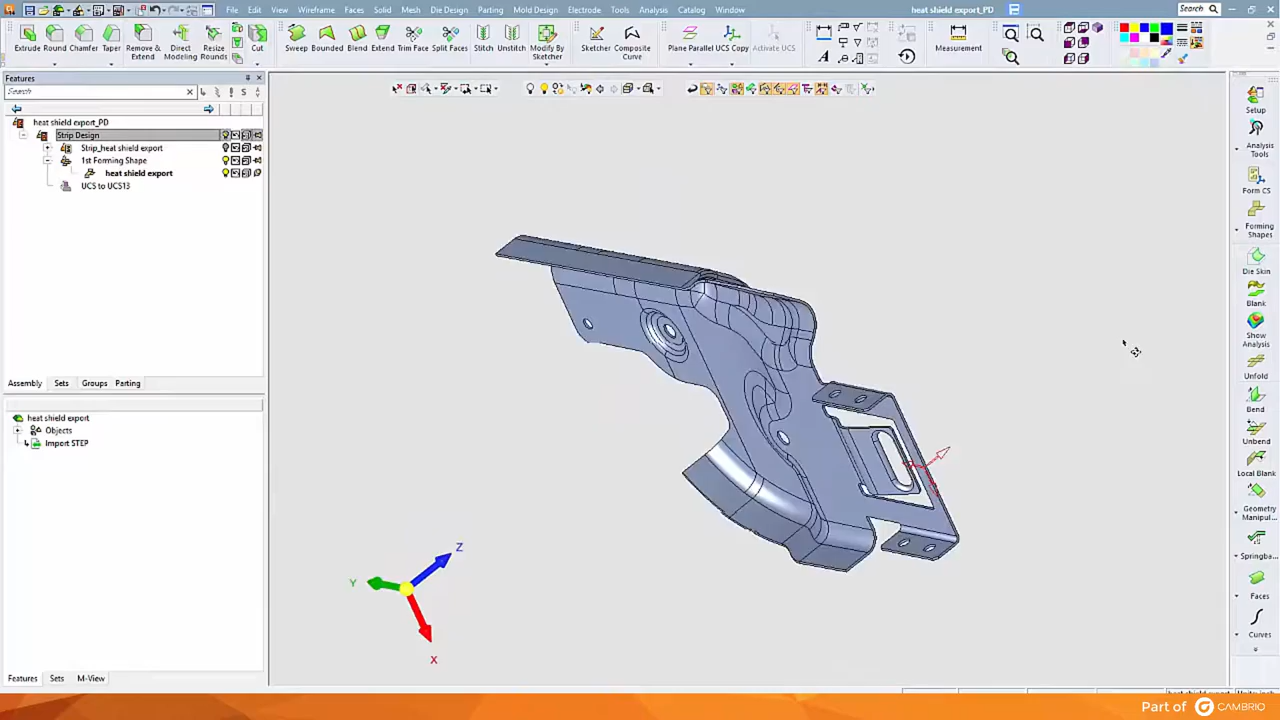 File Edit View Wireframe Faces Solid Mesh Die Design Parting Mold Design Electrode Tools Analysis Catalog Window
heat shield export_PD
Search
Extrude Round Chamfer Taper Remove & Extend Direct Modeling Resize Rounds Cut Sweep Bounded Blend Extend Trim Face Split Faces Stitch Unstitch Modify By Sketcher Sketcher Composite Curve Plane Parallel UCS Copy Activate UCS Measurement
Features
Search
heat shield export_PD
Strip Design
Strip_heat shield export
1st Forming Shape
heat shield export
UCS to UCS13
Assembly Sets Groups Parting
heat shield export
Objects
Import STEP
Features Sets M-View
Z
Y
X
Setup
Analysis Tools
Form CS
Forming Shapes
Die Skin
Blank
Show Analysis
Unfold
Bend
Unbend
Local Blank
Geometry Manipul...
Springba...
Faces
Curves
Part of CAMBRIO